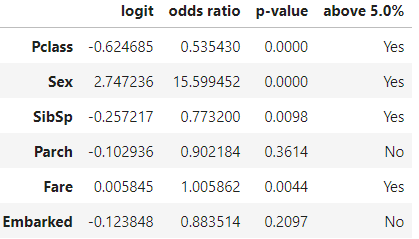 logit odds ratio p-value above 5.0%
Pclass -0.624685 0.535430 0.0000 Yes
Sex 2.747236 15.599452 0.0000 Yes
SibSp -0.257217 0.773200 0.0098 Yes
Parch -0.102936 0.902184 0.3614 No
Fare 0.005845 1.005862 0.0044 Yes
Embarked -0.123848 0.883514 0.2097 No